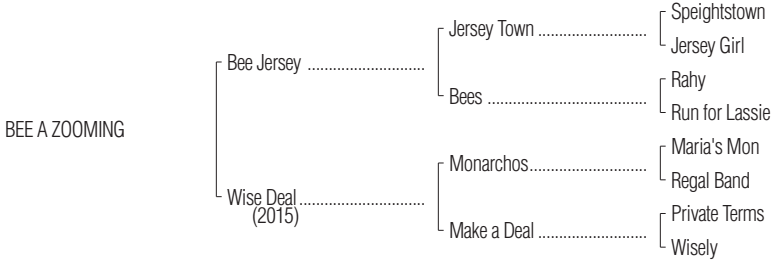 Speightstown
Jersey Town ..........................
Jersey Girl
Bee Jersey ............................
Rahy
Bees ......................................
Run for Lassie
BEE A ZOOMING
Maria's Mon
Monarchos............................
Regal Band
Wise Deal ..............................
(2015)
Private Terms
Make a Deal ..........................
Wisely